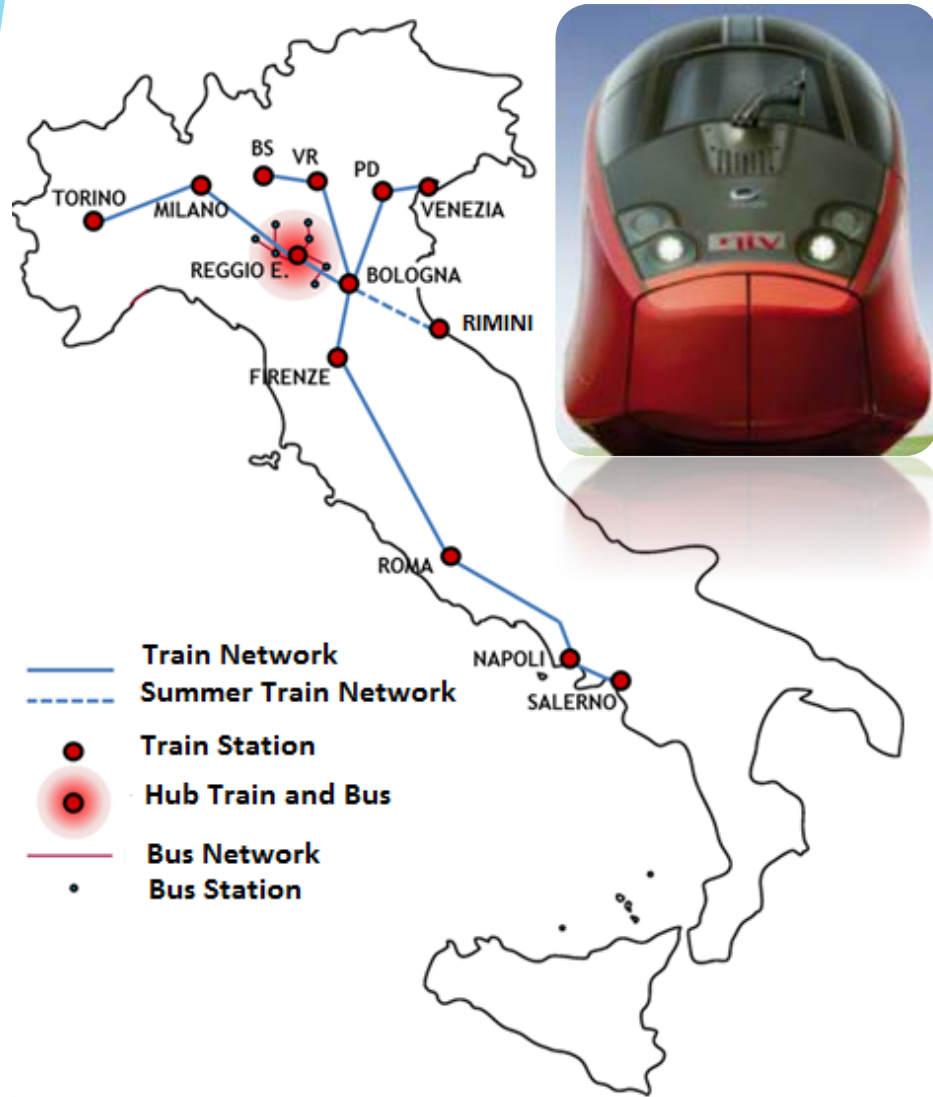 BS
VR
PD
TORINO
MILANO
VENEZIA
REGGIO E.
BOLOGNA
RIMINI
FIRENZE
ROMA
NAPOLI
SALERNO
Train Network
Summer Train Network
Train Station
Hub Train and Bus
Bus Network
Bus Station